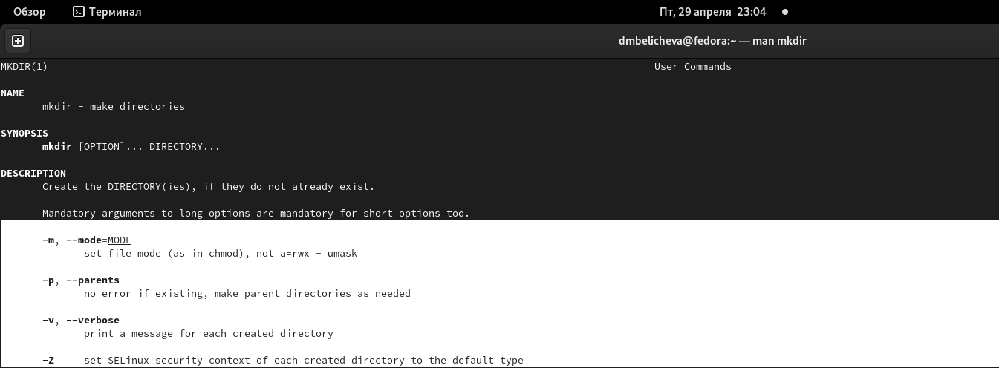 Обзор Терминал Пт, 29 апреля 23:04
dmbelicheva@fedora:~ — man mkdir
MKDIR(1) User Commands
NAME
mkdir - make directories
SYNOPSIS
mkdir [OPTION]... DIRECTORY...
DESCRIPTION
Create the DIRECTORY(ies), if they do not already exist.
Mandatory arguments to long options are mandatory for short options too.
-m, --mode=MODE
set file mode (as in chmod), not a=rwx - umask
-p, --parents
no error if existing, make parent directories as needed
-v, --verbose
print a message for each created directory
-Z set SELinux security context of each created directory to the default type